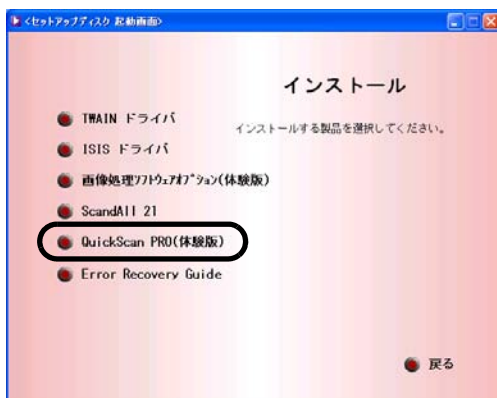 <セットアップディスク 起動画面>
インストール
インストールする製品を選択してください。
TWAIN ドライバ
ISIS ドライバ
画像処理ｿﾌﾄｳｪｱｵﾌﾟｼｮﾝ(体験版)
ScandAll 21
QuickScan PRO(体験版)
Error Recovery Guide
戻る